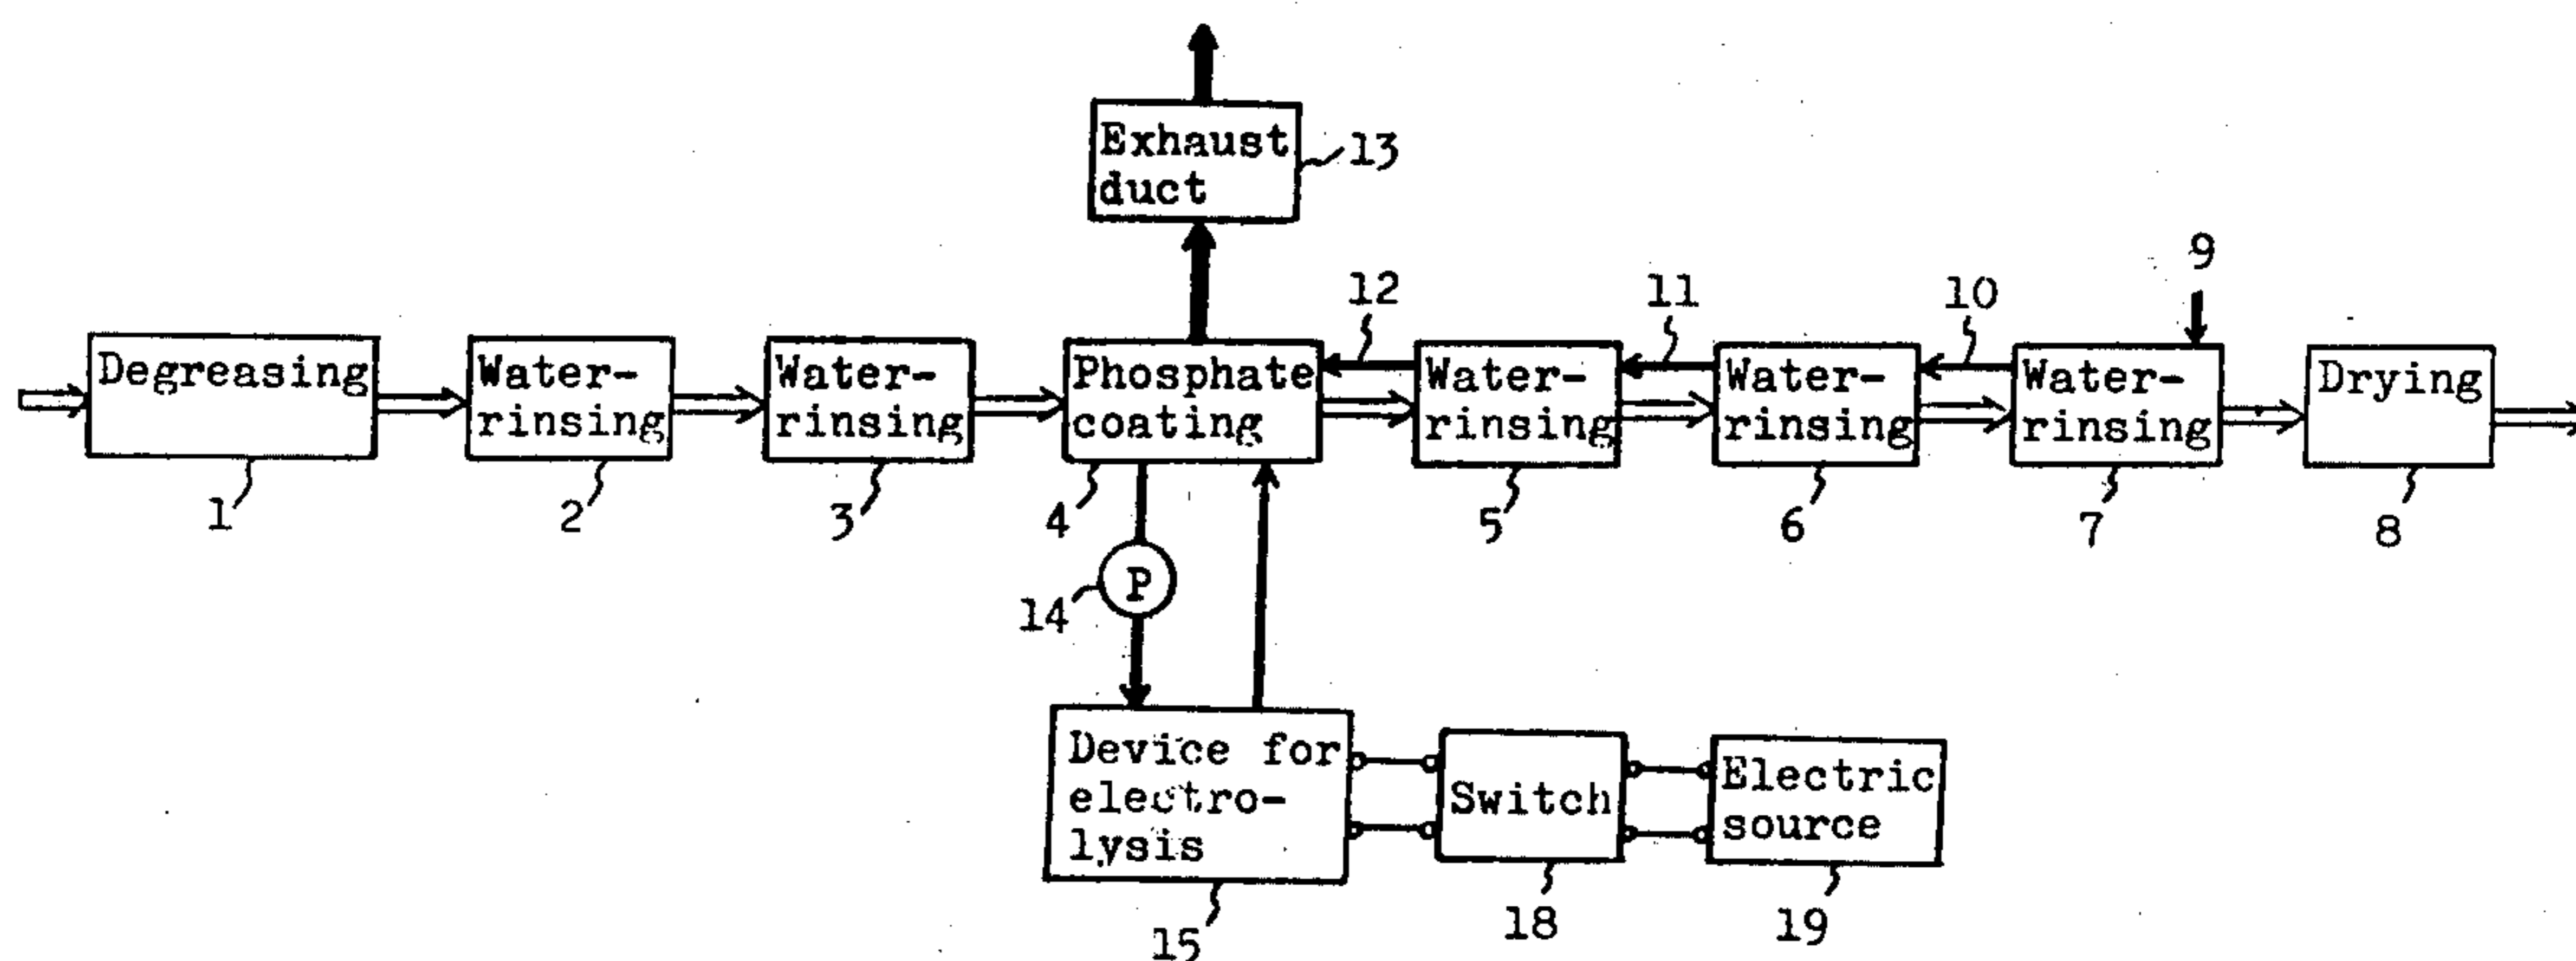 Exhaust
duct
13
9
12
11
10
Degreasing
Water-
rinsing
Water-
rinsing
Phosphate
coating
Water-
rinsing
Water-
rinsing
Water-
rinsing
Drying
1
2
3
4
5
6
7
8
P
14
Device for
electro-
lysis
Switch
Electric
source
15
18
19